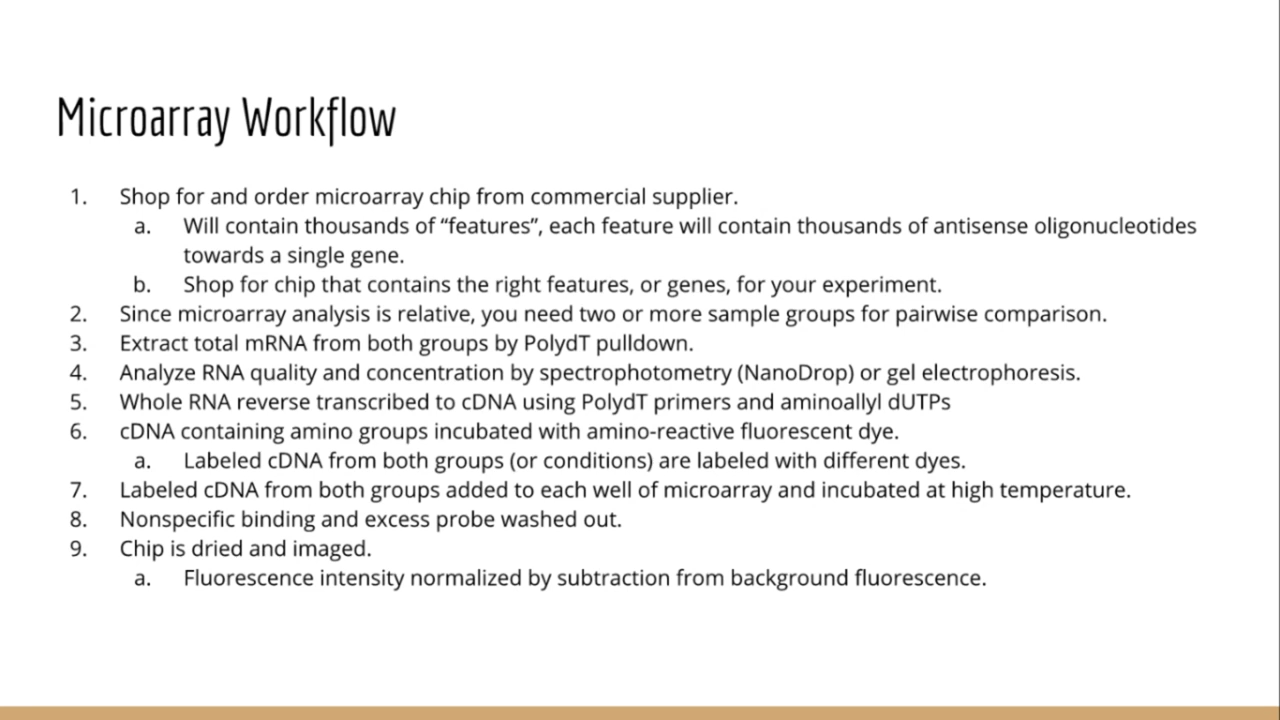 Microarray Workflow
1. Shop for and order microarray chip from commercial supplier.
a. Will contain thousands of “features”, each feature will contain thousands of antisense oligonucleotides
towards a single gene.
b. Shop for chip that contains the right features, or genes, for your experiment.
2. Since microarray analysis is relative, you need two or more sample groups for pairwise comparison.
3. Extract total mRNA from both groups by PolydT pulldown.
4. Analyze RNA quality and concentration by spectrophotometry (NanoDrop) or gel electrophoresis.
5. Whole RNA reverse transcribed to cDNA using PolydT primers and aminoallyl dUTPs
6. cDNA containing amino groups incubated with amino-reactive fluorescent dye.
a. Labeled cDNA from both groups (or conditions) are labeled with different dyes.
7. Labeled cDNA from both groups added to each well of microarray and incubated at high temperature.
8. Nonspecific binding and excess probe washed out.
9. Chip is dried and imaged.
a. Fluorescence intensity normalized by subtraction from background fluorescence.